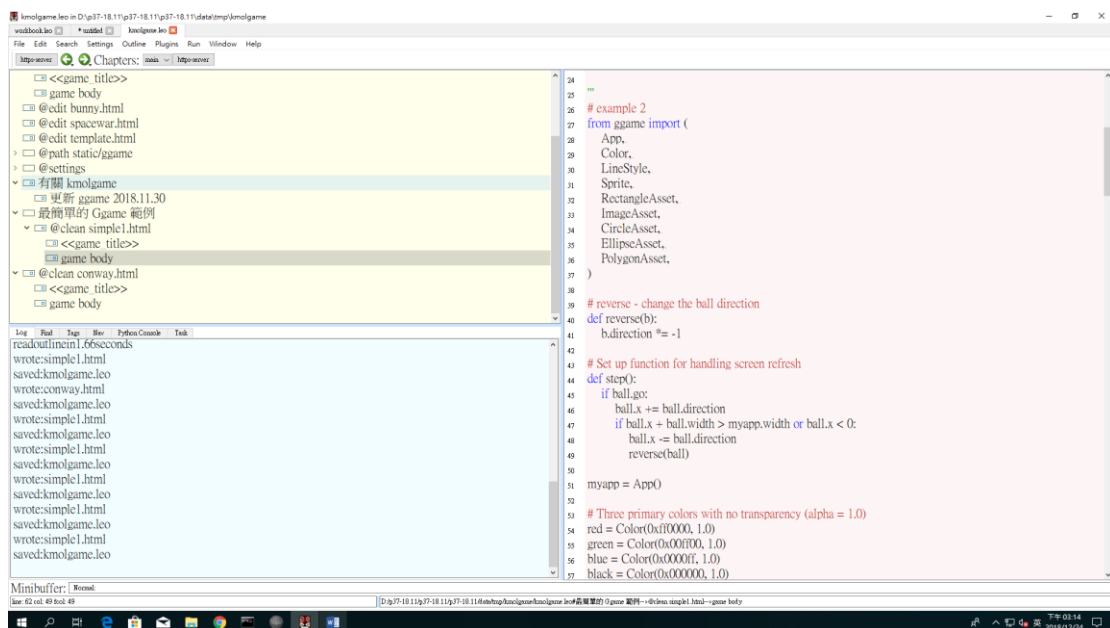 kmolgame.leo in D:\p37-18.11\p37-18.11\p37-18.11\data\tmp\kmolgame
workbook.leo * untitled kmolgame.leo
File Edit Search Settings Outline Plugins Run Window Help
https-server Chapters: main https-server
<<game_title>>
game body
@edit bunny.html
@edit spacewar.html
@edit template.html
@path static/ggame
@settings
有關 kmolgame
更新 ggame 2018.11.30
最簡單的 Ggame 範例
@clean simple1.html
<<game_title>>
game body
@clean conway.html
<<game_title>>
game body
Log Find Tags Nav Python Console Task
readoutlinein1.66seconds
wrote:simple1.html
saved:kmolgame.leo
wrote:conway.html
saved:kmolgame.leo
wrote:simple1.html
saved:kmolgame.leo
wrote:simple1.html
saved:kmolgame.leo
wrote:simple1.html
saved:kmolgame.leo
wrote:simple1.html
saved:kmolgame.leo
wrote:simple1.html
saved:kmolgame.leo
24
25 '''
26 # example 2
27 from ggame import (
28 App,
29 Color,
30 LineStyle,
31 Sprite,
32 RectangleAsset,
33 ImageAsset,
34 CircleAsset,
35 EllipseAsset,
36 PolygonAsset,
37 )
38
39 # reverse - change the ball direction
40 def reverse(b):
41 b.direction *= -1
42
43 # Set up function for handling screen refresh
44 def step():
45 if ball.go:
46 ball.x += ball.direction
47 if ball.x + ball.width > myapp.width or ball.x < 0:
48 ball.x -= ball.direction
49 reverse(ball)
50
51 myapp = App()
52
53 # Three primary colors with no transparency (alpha = 1.0)
54 red = Color(0xff0000, 1.0)
55 green = Color(0x00ff00, 1.0)
56 blue = Color(0x0000ff, 1.0)
57 black = Color(0x000000, 1.0)
Minibuffer: Normal:
line: 62 col: 49 fcol: 49
D:/p37-18.11/p37-18.11/p37-18.11/data/tmp/kmolgame/kmolgame.leo#最簡單的 Ggame 範例-->@clean simple1.html-->game body
英 下午 03:14
2018/12/24